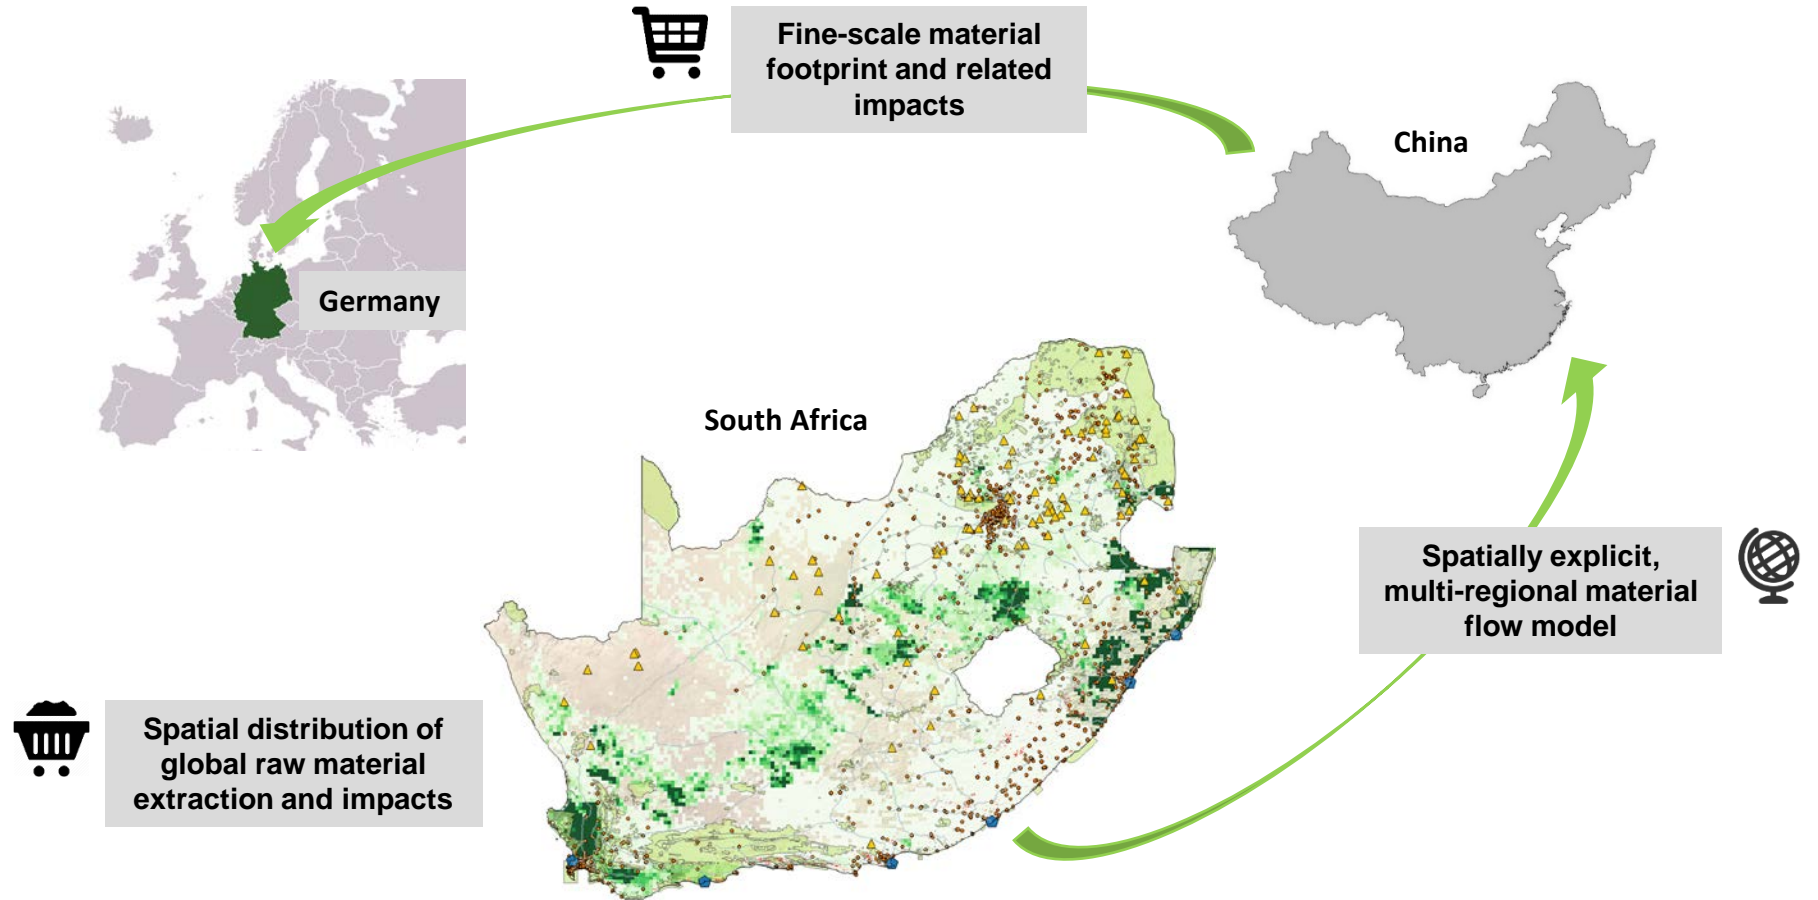 Fine-scale material
footprint and related
impacts
China
Germany
South Africa
Spatially explicit,
multi-regional material
flow model
Spatial distribution of
global raw material
extraction and impacts